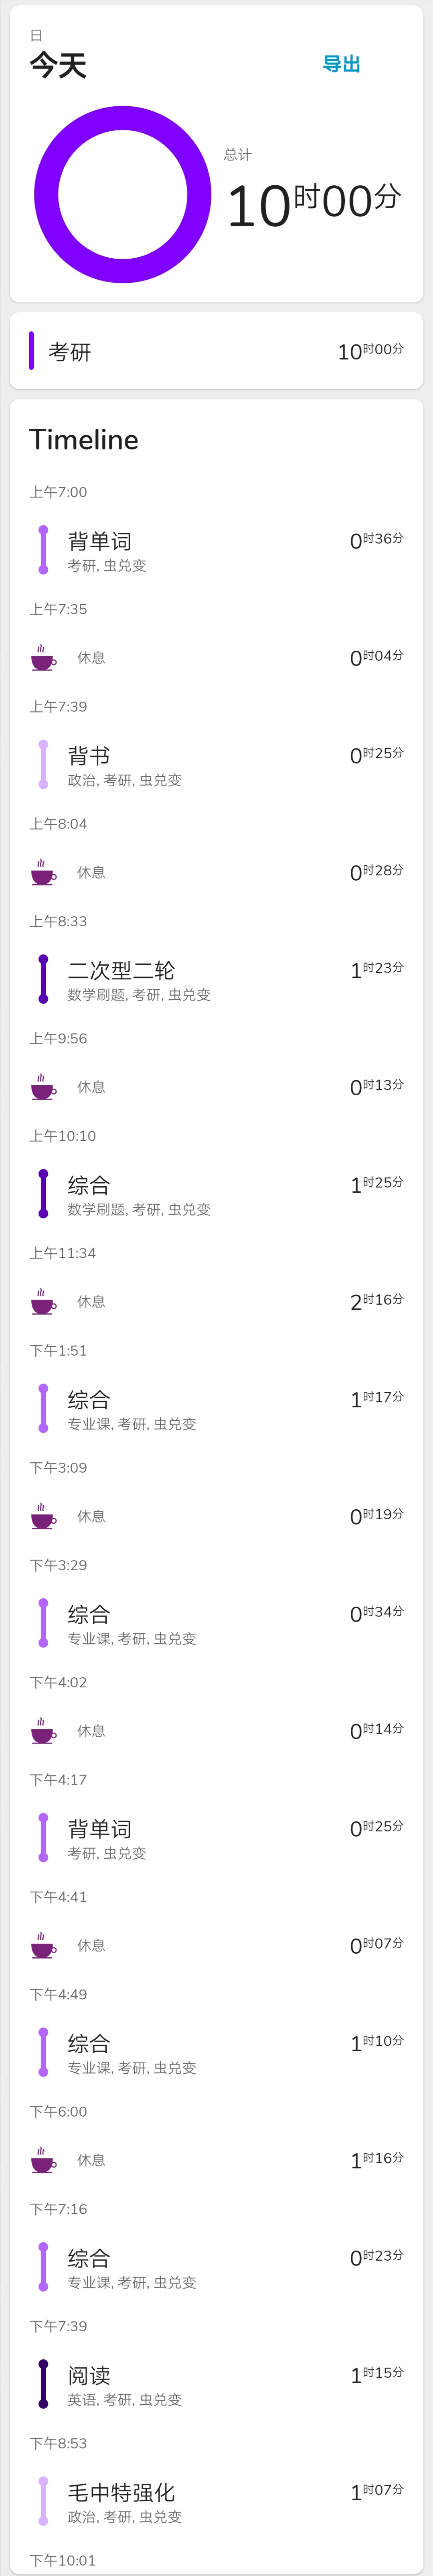 日
今天
导出
总计
10时00分
考研
10时00分
Timeline
上午7:00
背单词
0时36分
考研, 虫兑变
上午7:35
休息
0时04分
上午7:39
背书
0时25分
政治, 考研, 虫兑变
上午8:04
休息
0时28分
上午8:33
二次型二轮
1时23分
数学刷题, 考研, 虫兑变
上午9:56
休息
0时13分
上午10:10
综合
1时25分
数学刷题, 考研, 虫兑变
上午11:34
休息
2时16分
下午1:51
综合
1时17分
专业课, 考研, 虫兑变
下午3:09
休息
0时19分
下午3:29
综合
0时34分
专业课, 考研, 虫兑变
下午4:02
休息
0时14分
下午4:17
背单词
0时25分
考研, 虫兑变
下午4:41
休息
0时07分
下午4:49
综合
1时10分
专业课, 考研, 虫兑变
下午6:00
休息
1时16分
下午7:16
综合
0时23分
专业课, 考研, 虫兑变
下午7:39
阅读
1时15分
英语, 考研, 虫兑变
下午8:53
毛中特强化
1时07分
政治, 考研, 虫兑变
下午10:01